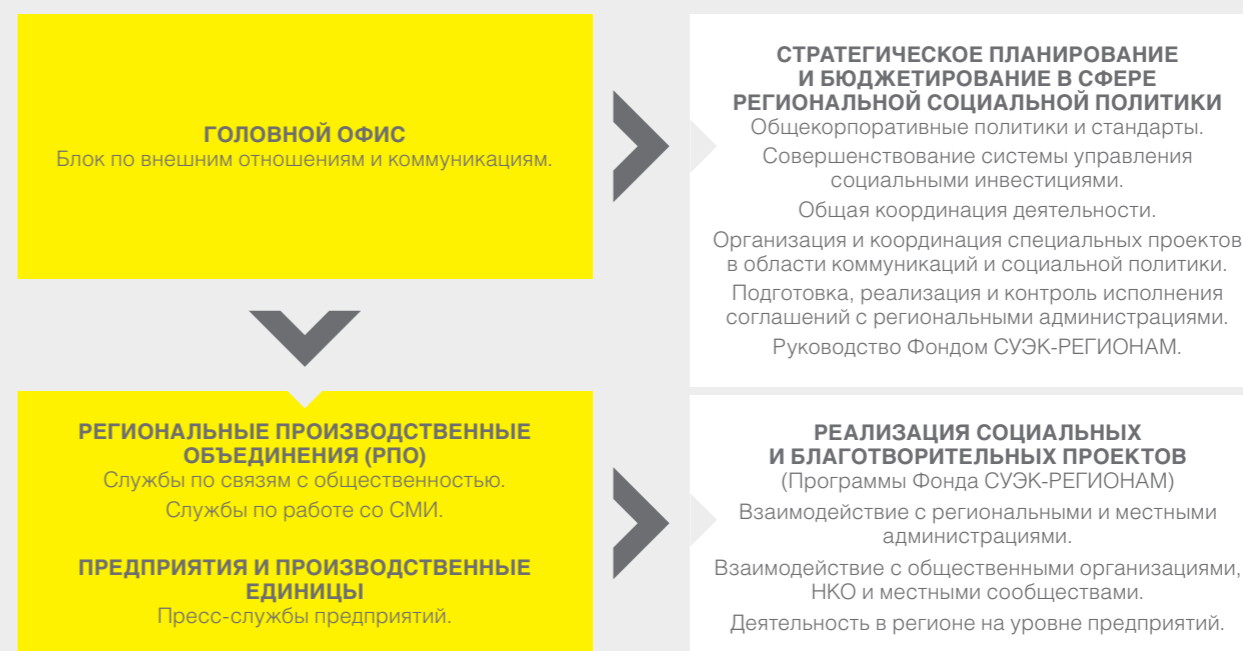 ГОЛОВНОЙ ОФИС
Блок по внешним отношениям и коммуникациям.
СТРАТЕГИЧЕСКОЕ ПЛАНИРОВАНИЕ
И БЮДЖЕТИРОВАНИЕ В СФЕРЕ
РЕГИОНАЛЬНОЙ СОЦИАЛЬНОЙ ПОЛИТИКИ
Общекорпоративные политики и стандарты.
Совершенствование системы управления
социальными инвестициями.
Общая координация деятельности.
Организация и координация специальных проектов
в области коммуникаций и социальной политики.
Подготовка, реализация и контроль исполнения
соглашений с региональными администрациями.
Руководство Фондом СУЭК-РЕГИОНАМ.
РЕГИОНАЛЬНЫЕ ПРОИЗВОДСТВЕННЫЕ
ОБЪЕДИНЕНИЯ (РПО)
Службы по связям с общественностью.
Службы по работе со СМИ.
ПРЕДПРИЯТИЯ И ПРОИЗВОДСТВЕННЫЕ
ЕДИНИЦЫ
Пресс-службы предприятий.
РЕАЛИЗАЦИЯ СОЦИАЛЬНЫХ
И БЛАГОТВОРИТЕЛЬНЫХ ПРОЕКТОВ
(Программы Фонда СУЭК-РЕГИОНАМ)
Взаимодействие с региональными и местными
администрациями.
Взаимодействие с общественными организациями,
НКО и местными сообществами.
Деятельность в регионе на уровне предприятий.